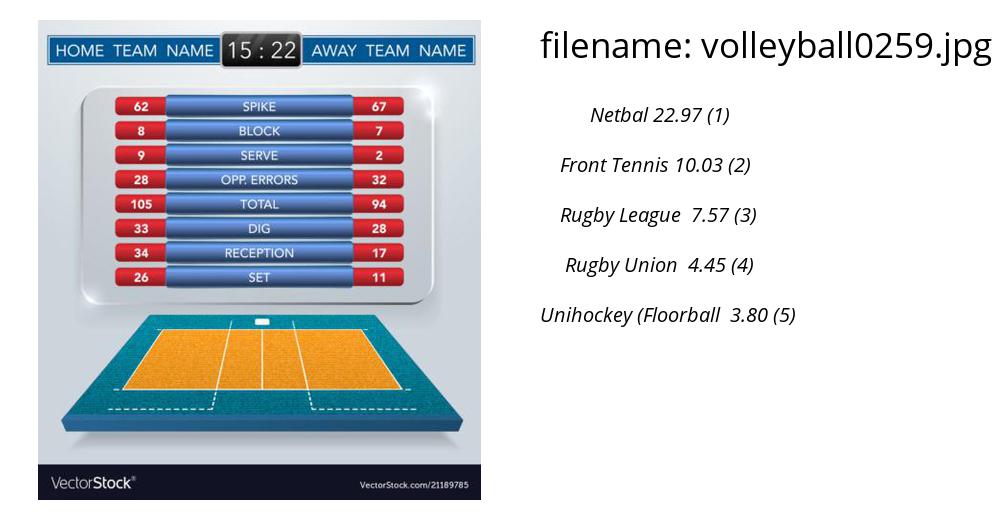 HOME TEAM NAME 15 : 22 AWAY TEAM NAME
62 SPIKE 67
8 BLOCK 7
9 SERVE 2
28 OPP. ERRORS 32
105 TOTAL 94
33 DIG 28
34 RECEPTION 17
26 SET 11
VectorStock® VectorStock.com/21189785
filename: volleyball0259.jpg
Netbal 22.97 (1)
Front Tennis 10.03 (2)
Rugby League  7.57 (3)
Rugby Union  4.45 (4)
Unihockey (Floorball  3.80 (5)